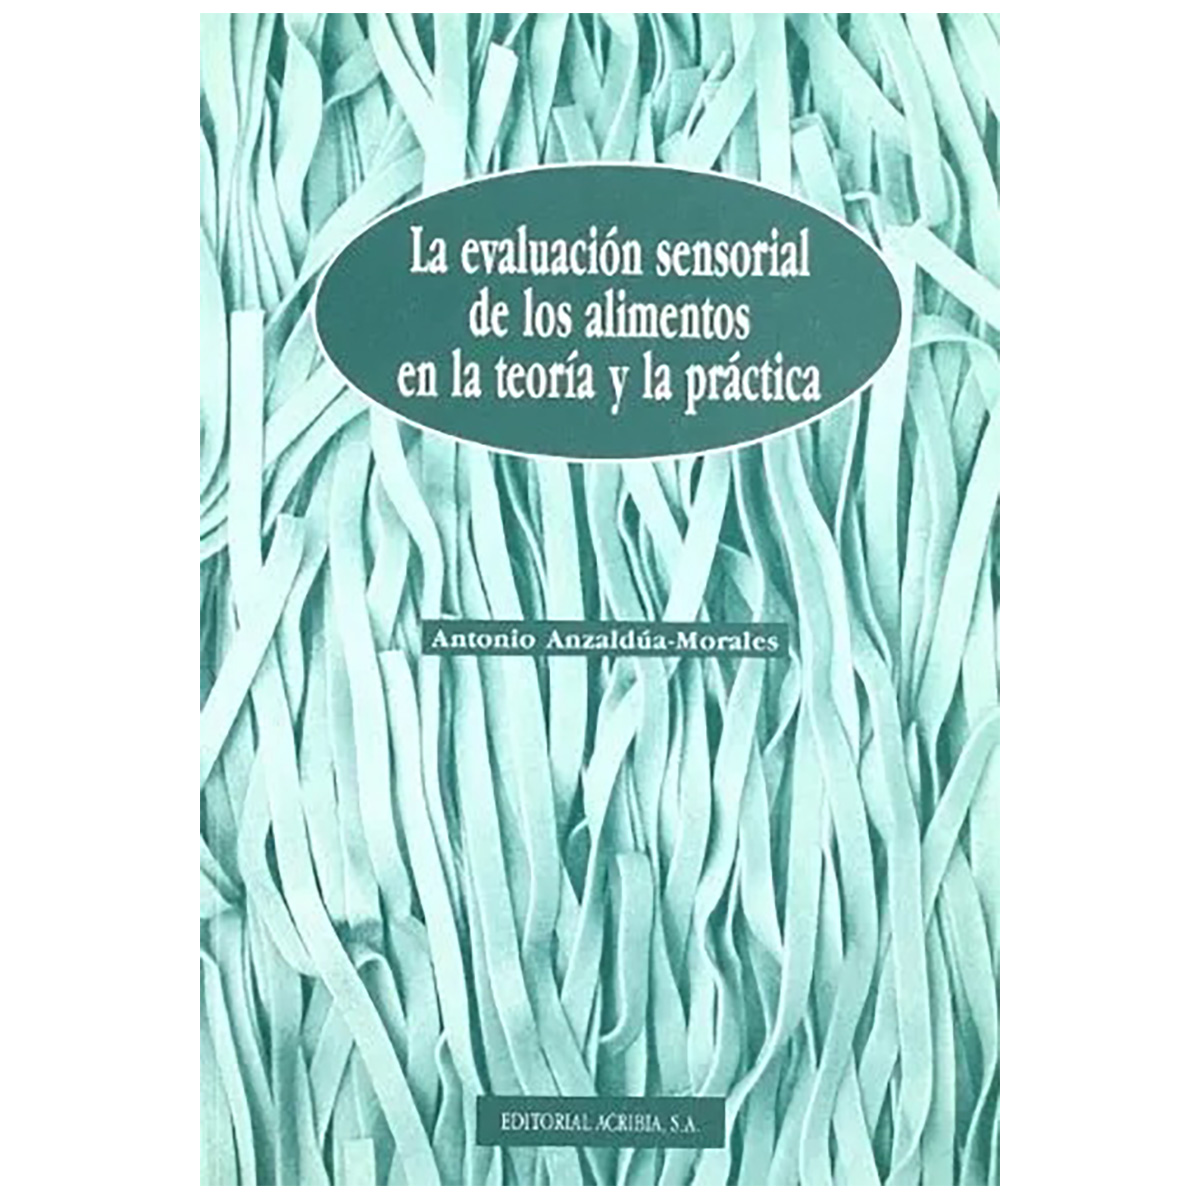 La evaluación sensorial
de los alimentos
en la teoría y la práctica
Antonio Anzaldúa-Morales
EDITORIAL ACRIBIA, S.A.